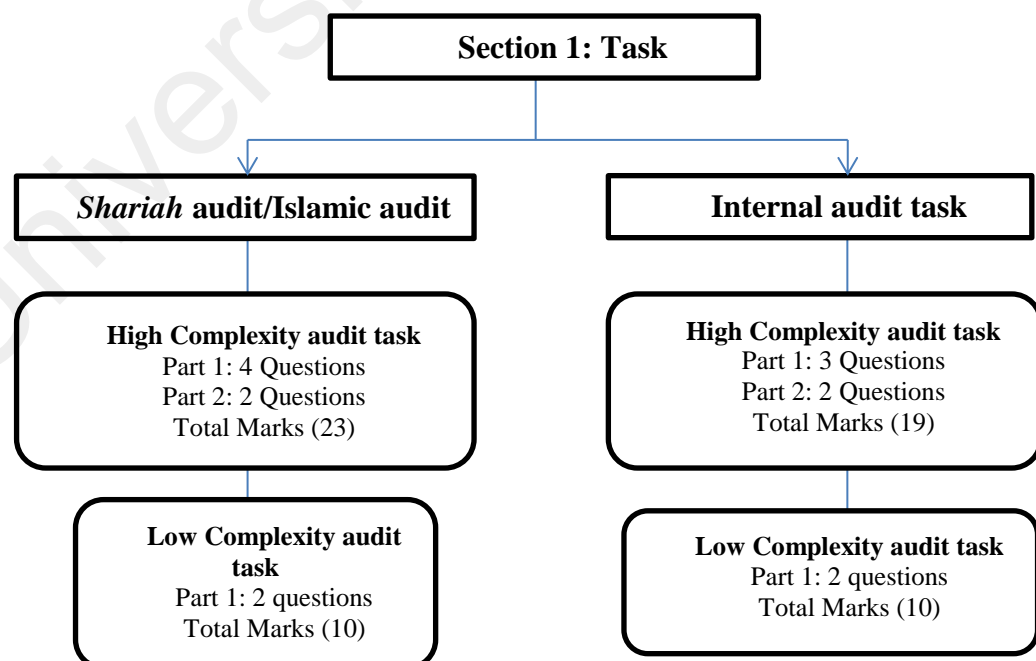 Section 1: Task
Shariah audit/Islamic audit
Internal audit task
High Complexity audit task
Part 1: 4 Questions
Part 2: 2 Questions
Total Marks (23)
High Complexity audit task
Part 1: 3 Questions
Part 2: 2 Questions
Total Marks (19)
Low Complexity audit
task
Part 1: 2 questions
Total Marks (10)
Low Complexity audit task
Part 1: 2 questions
Total Marks (10)